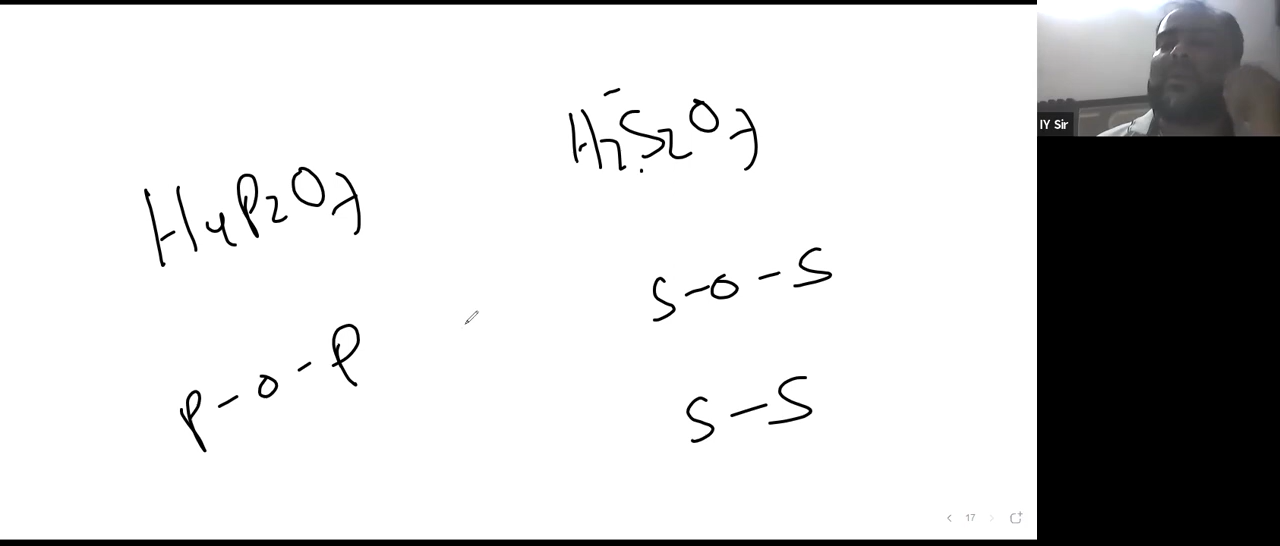 H₂S₂O₇
H₄P₂O₇
S-O-S
P-O-P
S-S
IY Sir
17